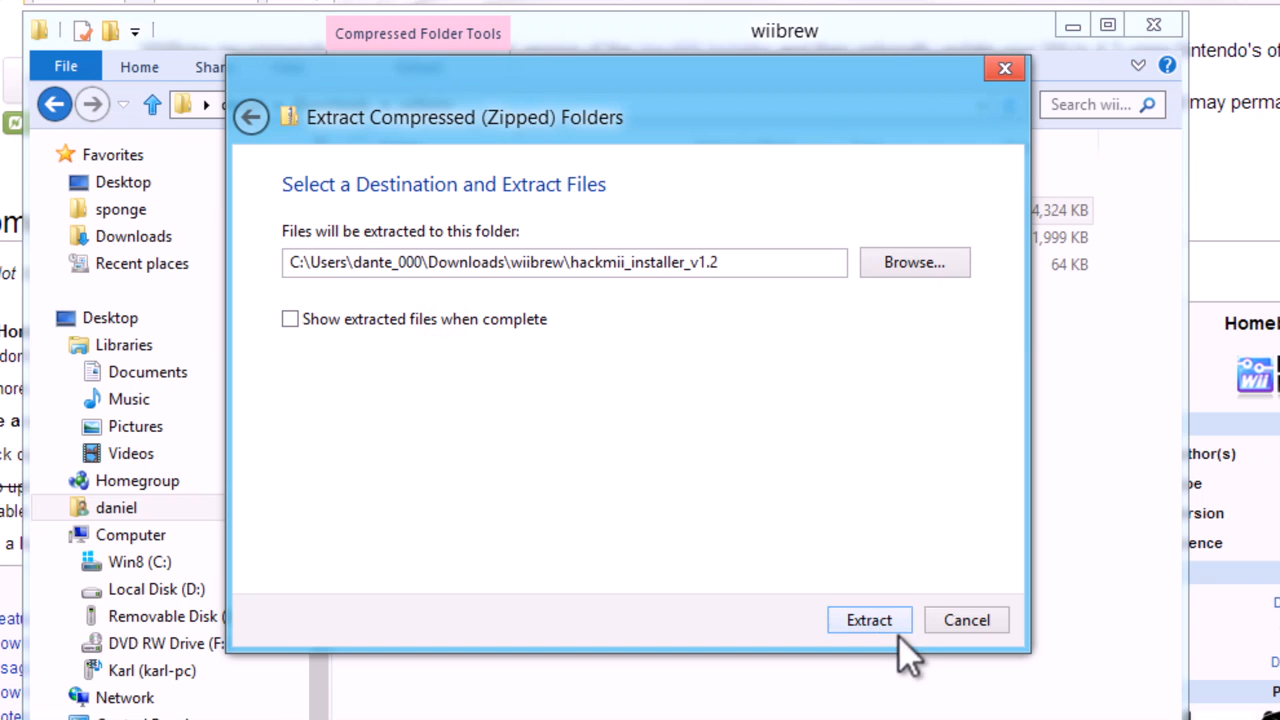 Compressed Folder Tools
wiibrew
File
Home
Shar
Search wii...
Extract Compressed (Zipped) Folders
Select a Destination and Extract Files
Files will be extracted to this folder:
C:\Users\dante_000\Downloads\wiibrew\hackmii_installer_v1.2
Browse...
Show extracted files when complete
Extract
Cancel
Favorites
Desktop
sponge
Downloads
Recent places
Desktop
Libraries
Documents
Music
Pictures
Videos
Homegroup
daniel
Computer
Win8 (C:)
Local Disk (D:)
Removable Disk (
DVD RW Drive (F:
Karl (karl-pc)
Network
4,324 KB
1,999 KB
64 KB
ntendo's of
may perma
Homel
Wii
thor(s)
pe
ersion
ence